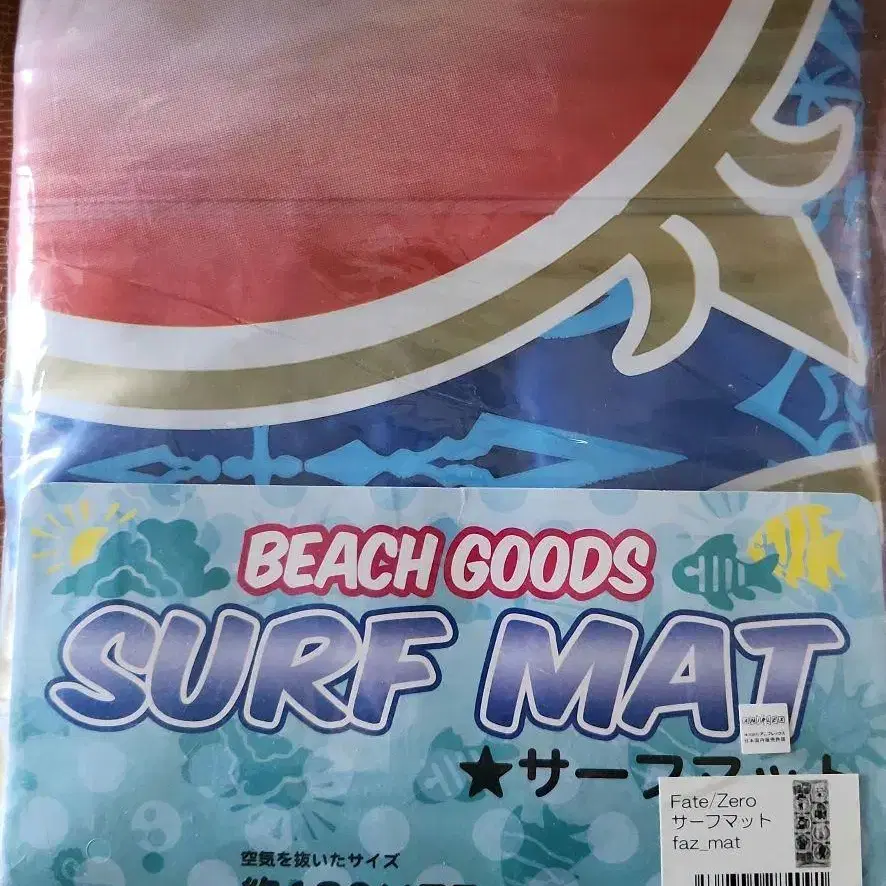 BEACH GOODS
SURF MAT
ANIPLEX
★サーフマット
Fate/Zero
サーフマット
faz_mat
空気を抜いたサイズ